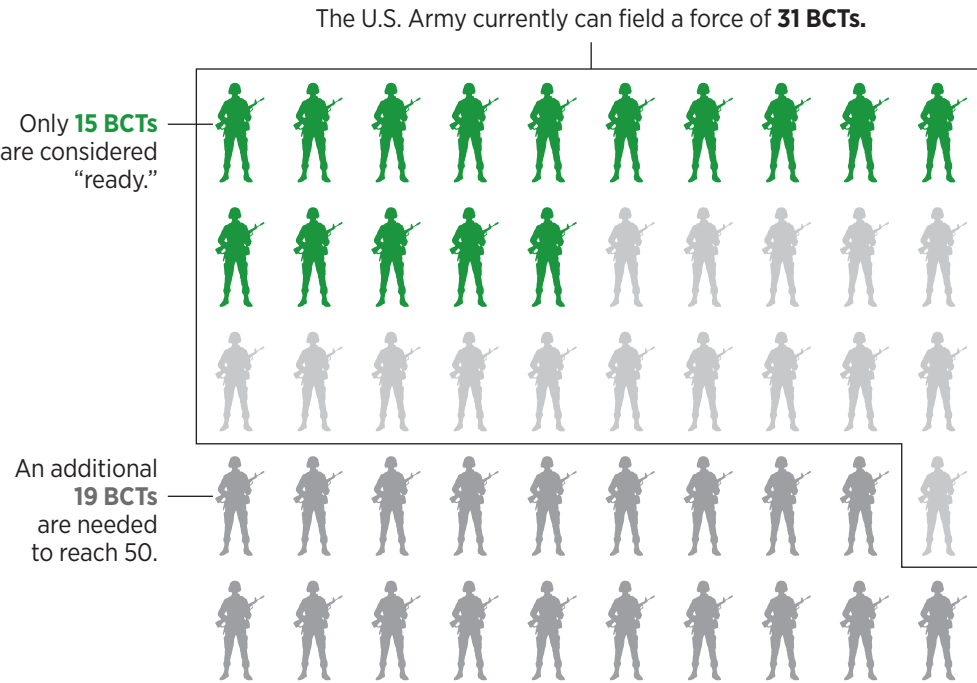 The U.S. Army currently can field a force of 31 BCTs.
Only 15 BCTs
are considered
“ready.”
An additional
19 BCTs
are needed
to reach 50.